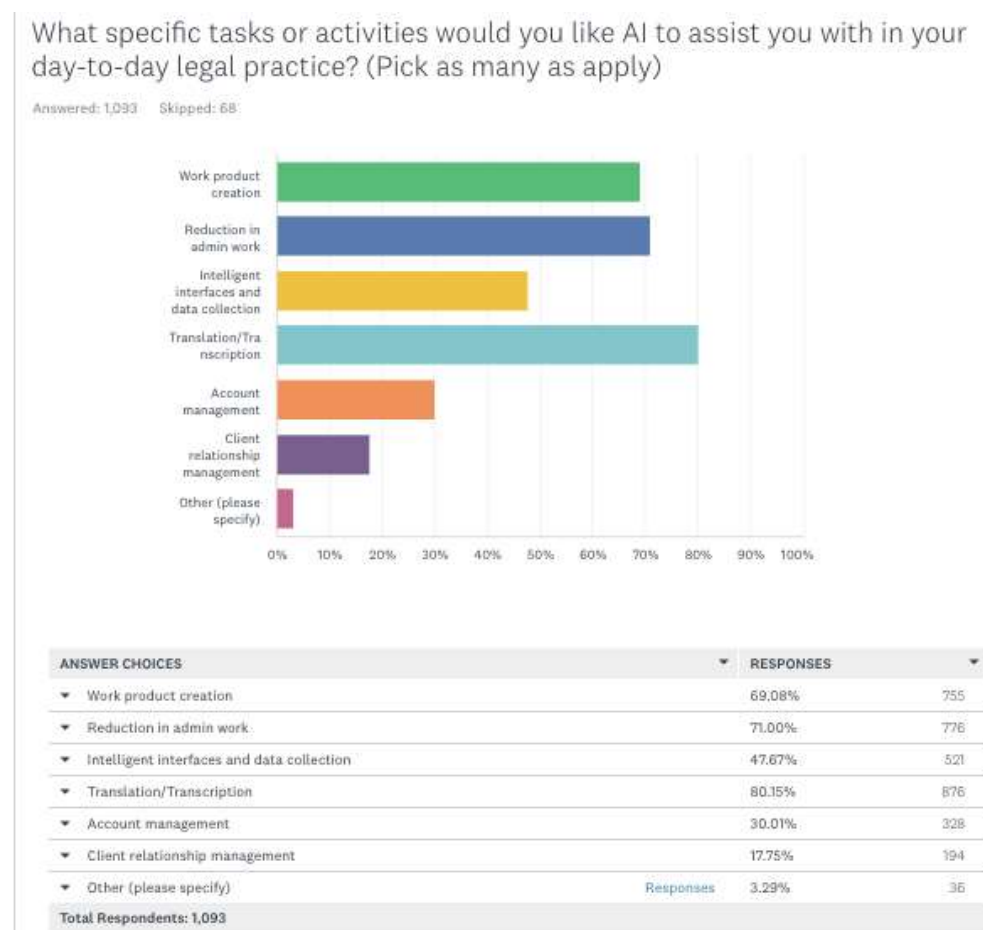 What specific tasks or activities would you like AI to assist you with in your
day-to-day legal practice? (Pick as many as apply)
Answered: 1,093 Skipped: 68
Work product
creation
Reduction in
admin work
Intelligent
interfaces and
data collection
Translation/Tra
nscription
Account
management
Client
relationship
management
Other (please
specify)
0% 10% 20% 30% 40% 50% 60% 70% 80% 90% 100%
ANSWER CHOICES RESPONSES
Work product creation 69.08% 755
Reduction in admin work 71.00% 776
Intelligent interfaces and data collection 47.67% 521
Translation/Transcription 80.15% 876
Account management 30.01% 328
Client relationship management 17.75% 194
Other (please specify) Responses 3.29% 36
Total Respondents: 1,093